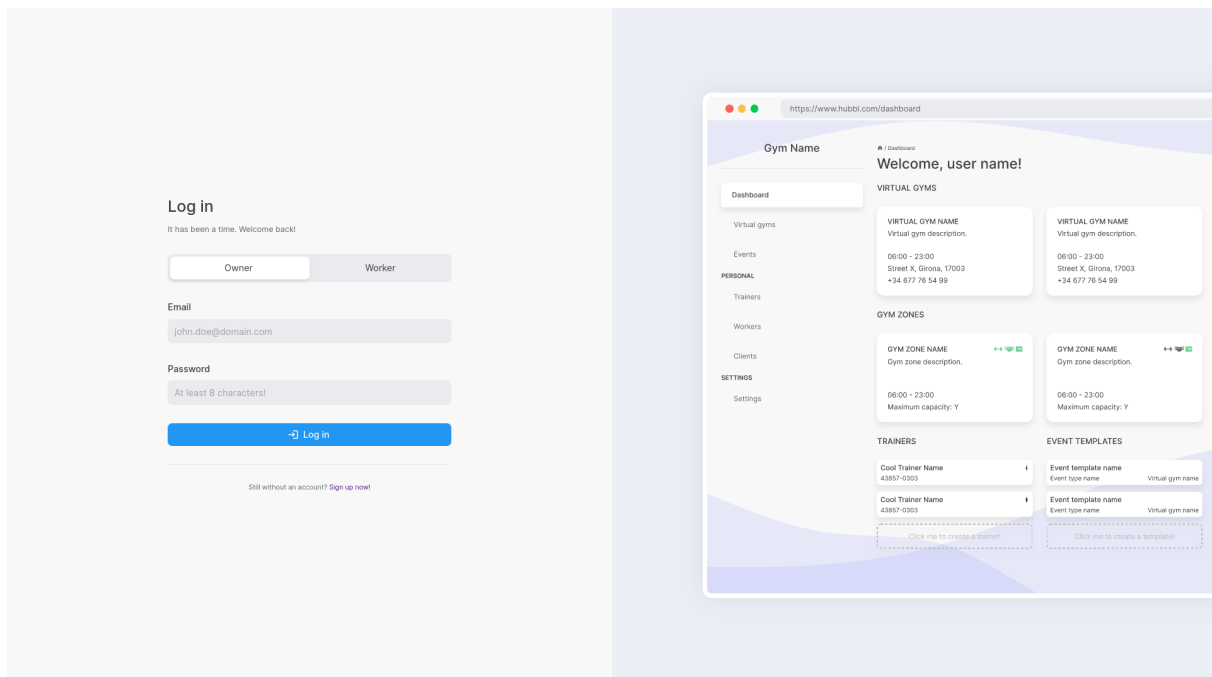 Log in
It has been a time. Welcome back!
Owner Worker
Email
john.doe@domain.com
Password
At least 8 characters!
Log in
Still without an account? Sign up now!
https://www.hubbl.com/dashboard
Gym Name
Dashboard
Virtual gyms
Events
PERSONAL
Trainers
Workers
Clients
SETTINGS
Settings
/ Dashboard
Welcome, user name!
VIRTUAL GYMS
VIRTUAL GYM NAME
Virtual gym description.
06:00 - 23:00
Street X, Girona, 17003
+34 677 76 54 99
VIRTUAL GYM NAME
Virtual gym description.
06:00 - 23:00
Street X, Girona, 17003
+34 677 76 54 99
GYM ZONES
GYM ZONE NAME
Gym zone description.
06:00 - 23:00
Maximum capacity: Y
GYM ZONE NAME
Gym zone description.
06:00 - 23:00
Maximum capacity: Y
TRAINERS
Cool Trainer Name
43857-0303
Cool Trainer Name
43857-0303
Click me to create a trainer!
EVENT TEMPLATES
Event template name
Event type name Virtual gym name
Event template name
Event type name Virtual gym name
Click me to create a template!